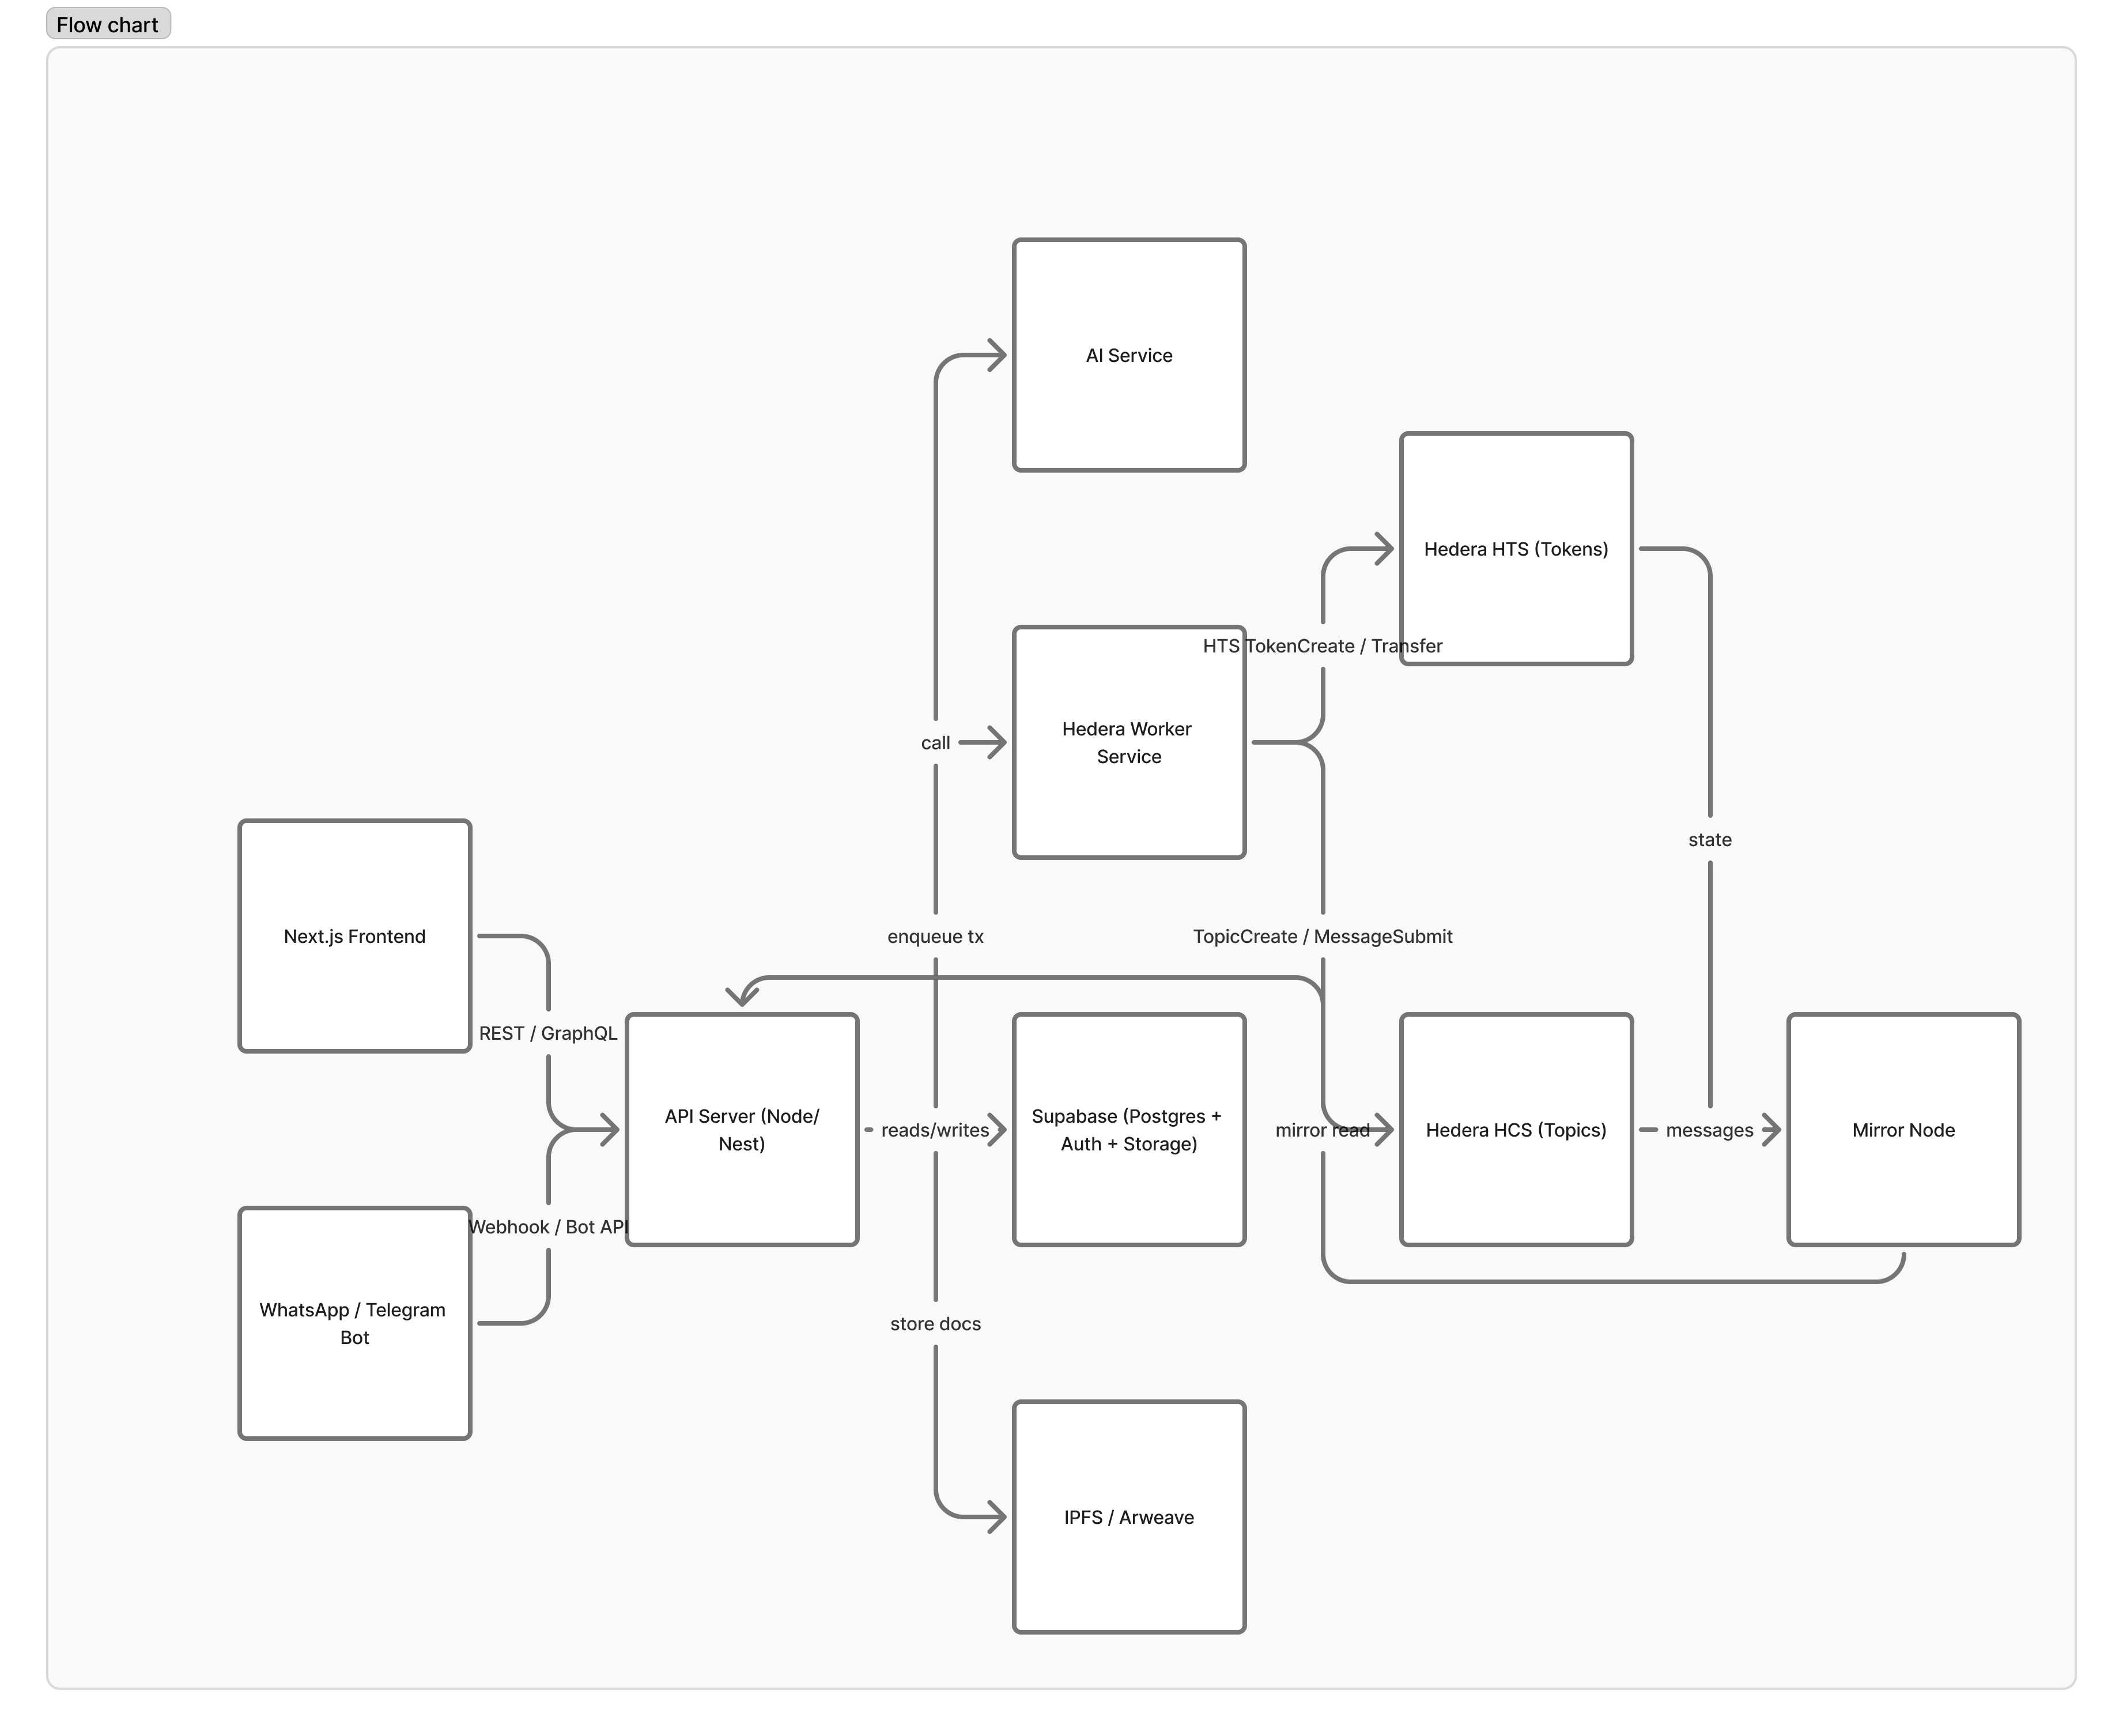 Flow chart
AI Service
Hedera HTS (Tokens)
HTS TokenCreate / Transfer
Hedera Worker
Service
call
state
Next.js Frontend
enqueue tx
TopicCreate / MessageSubmit
REST / GraphQL
API Server (Node/
Nest)
reads/writes
Supabase (Postgres +
Auth + Storage)
mirror read
Hedera HCS (Topics)
messages
Mirror Node
Webhook / Bot API
WhatsApp / Telegram
Bot
store docs
IPFS / Arweave